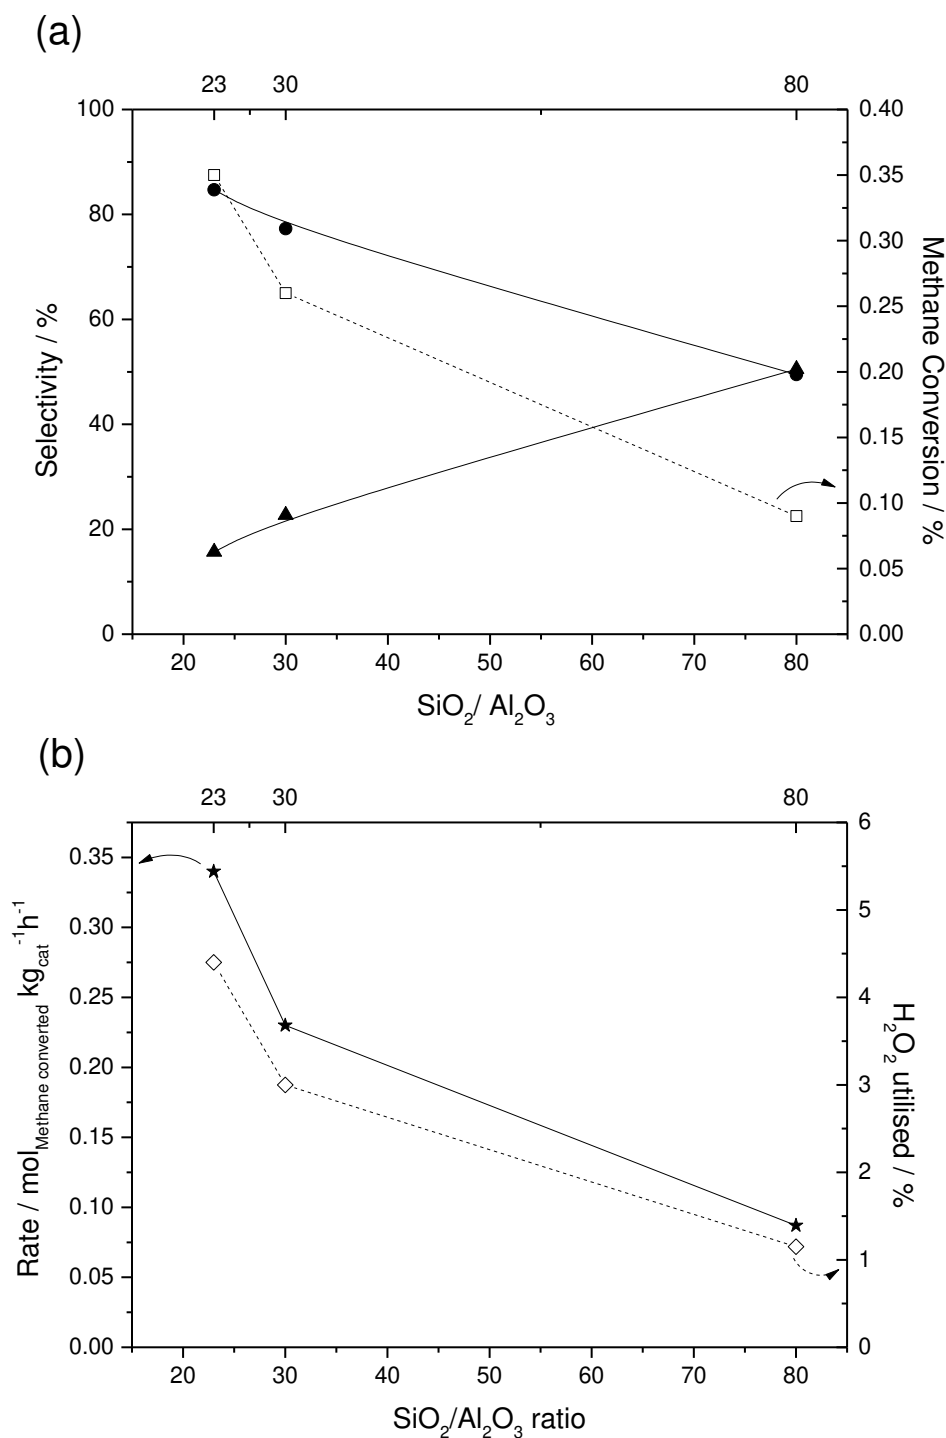 (a)
23 30 80
100 0.40
0.35
80
0.30
60
0.25
0.20
40
0.15
0.10
20
0.05
0 0.00
Selectivity / %
Methane Conversion / %
20 30 40 50 60 70 80
SiO₂/ Al₂O₃
(b)
23 30 80
6
0.35
5
0.30
0.25 4
0.20
3
0.15
2
0.10
1
0.05
0.00 0
Rate / mol_Methane converted kg_cat⁻¹h⁻¹
H₂O₂ utilised / %
20 30 40 50 60 70 80
SiO₂/Al₂O₃ ratio